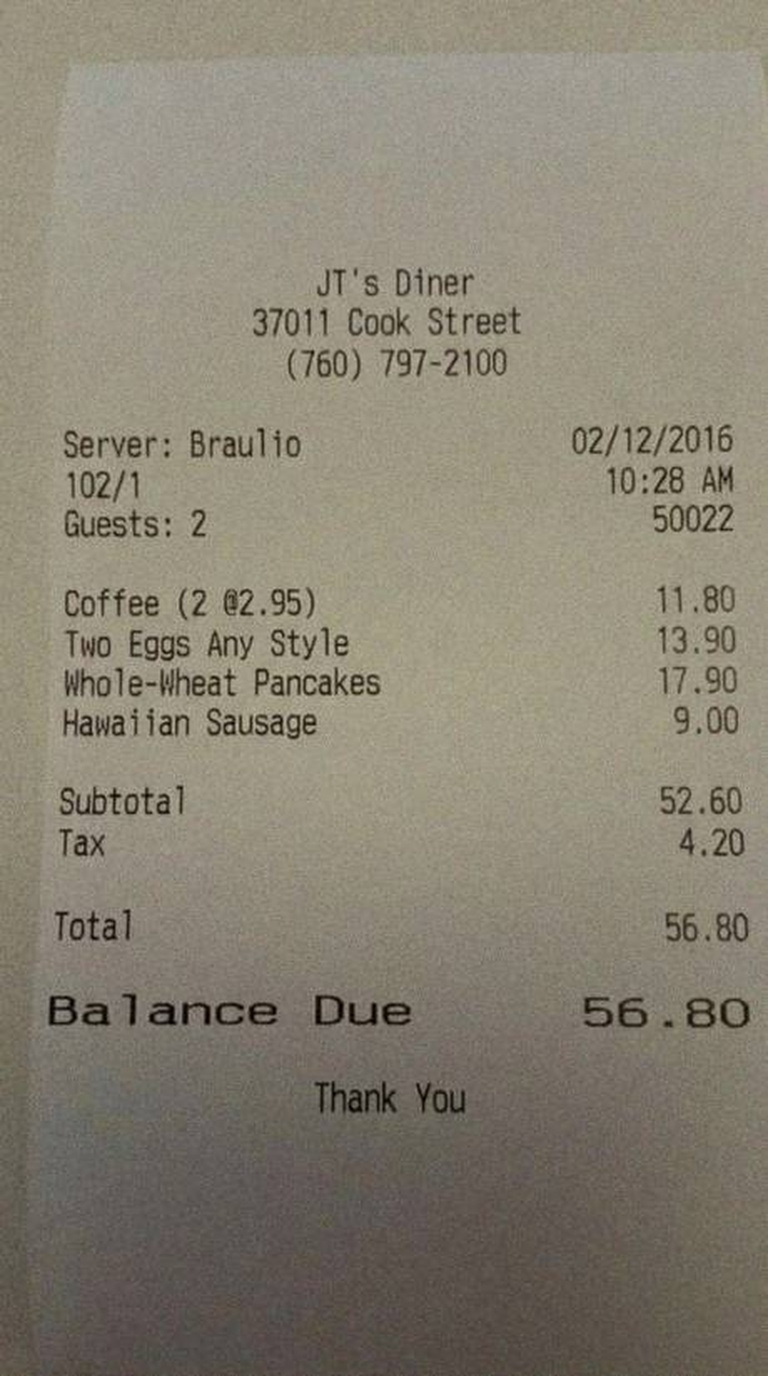 JT's Diner
37011 Cook Street
(760) 797-2100
Server: Braulio 02/12/2016
102/1 10:28 AM
Guests: 2 50022
Coffee (2 @2.95) 11.80
Two Eggs Any Style 13.90
Whole-Wheat Pancakes 17.90
Hawaiian Sausage 9.00
Subtotal 52.60
Tax 4.20
Total 56.80
Balance Due 56.80
Thank You